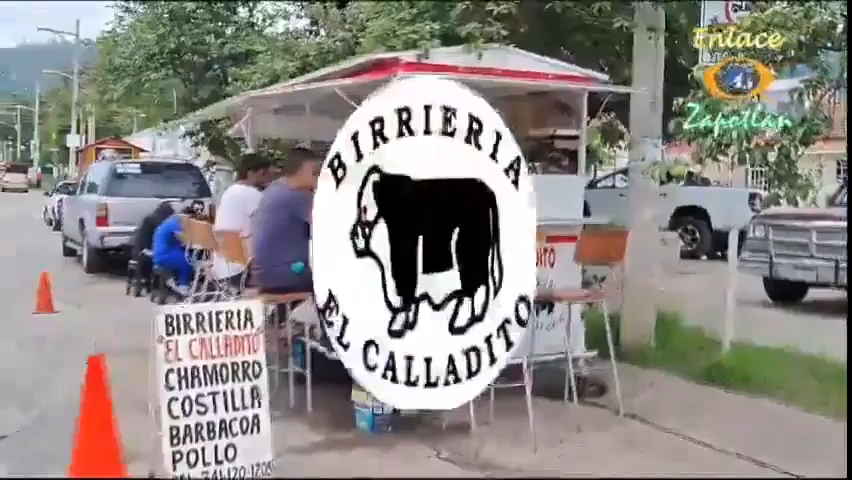 Enlace
Zapotlan
BIRRIERIA
EL CALLADITO
BIRRIERIA
"EL CALLADITO"
CHAMORRO
COSTILLA
BARBACOA
POLLO